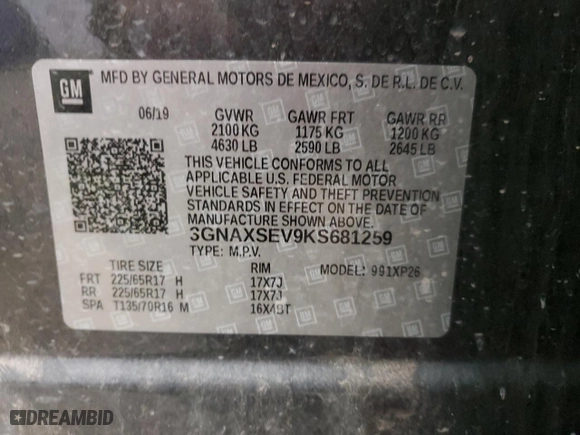 GM
MFD BY GENERAL MOTORS DE MEXICO, S. DE R.L. DE C.V.
06/19 GVWR GAWR FRT GAWR RR
2100 KG 1175 KG 1200 KG
4630 LB 2590 LB 2645 LB
THIS VEHICLE CONFORMS TO ALL
APPLICABLE U.S. FEDERAL MOTOR
VEHICLE SAFETY AND THEFT PREVENTION
STANDARDS IN EFFECT ON THE DATE OF
MANUFACTURE SHOWN ABOVE.
3GNAXSEV9KS681259
TYPE: M.P.V.
TIRE SIZE RIM MODEL: 991XP26
FRT 225/65R17 H 17X7J
RR 225/65R17 H 17X7J
SPA T135/70R16 M 16X4BT
DREAMBID